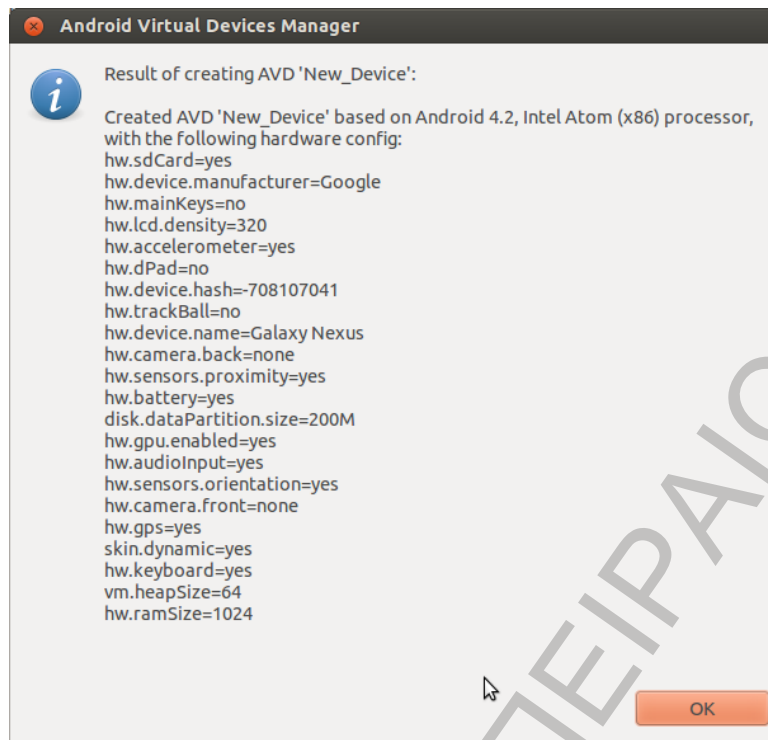 Android Virtual Devices Manager
Result of creating AVD 'New_Device':
Created AVD 'New_Device' based on Android 4.2, Intel Atom (x86) processor,
with the following hardware config:
hw.sdCard=yes
hw.device.manufacturer=Google
hw.mainKeys=no
hw.lcd.density=320
hw.accelerometer=yes
hw.dPad=no
hw.device.hash=-708107041
hw.trackBall=no
hw.device.name=Galaxy Nexus
hw.camera.back=none
hw.sensors.proximity=yes
hw.battery=yes
disk.dataPartition.size=200M
hw.gpu.enabled=yes
hw.audioInput=yes
hw.sensors.orientation=yes
hw.camera.front=none
hw.gps=yes
skin.dynamic=yes
hw.keyboard=yes
vm.heapSize=64
hw.ramSize=1024
OK